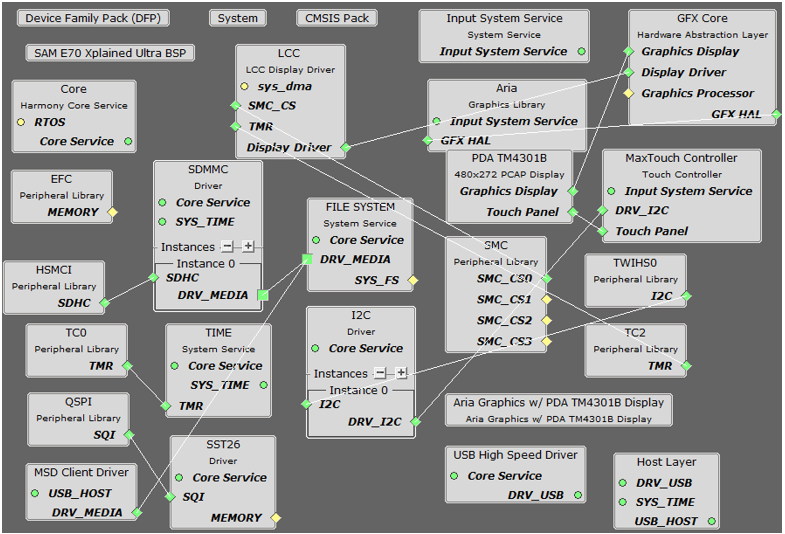 Device Family Pack (DFP)
System
CMSIS Pack
SAM E70 Xplained Ultra BSP
Core
Harmony Core Service
RTOS
Core Service
EFC
Peripheral Library
MEMORY
HSMCI
Peripheral Library
SDHC
TC0
Peripheral Library
TMR
QSPI
Peripheral Library
SQI
MSD Client Driver
USB_HOST
DRV_MEDIA
SDMMC
Driver
Core Service
SYS_TIME
Instances
Instance 0
SDHC
DRV_MEDIA
TIME
System Service
Core Service
SYS_TIME
TMR
SST26
Driver
Core Service
SQI
MEMORY
LCC
LCC Display Driver
sys_dma
SMC_CS
TMR
Display Driver
FILE SYSTEM
System Service
Core Service
DRV_MEDIA
SYS_FS
I2C
Driver
Core Service
Instances
Instance 0
I2C
DRV_I2C
Input System Service
System Service
Input System Service
Aria
Graphics Library
Input System Service
GFX HAL
PDA TM4301B
480x272 PCAP Display
Graphics Display
Touch Panel
SMC
Peripheral Library
SMC_CS0
SMC_CS1
SMC_CS2
SMC_CS3
Aria Graphics w/ PDA TM4301B Display
Aria Graphics w/ PDA TM4301B Display
USB High Speed Driver
Core Service
DRV_USB
GFX Core
Hardware Abstraction Layer
Graphics Display
Display Driver
Graphics Processor
GFX HAL
MaxTouch Controller
Touch Controller
Input System Service
DRV_I2C
Touch Panel
TWIHS0
Peripheral Library
I2C
TC2
Peripheral Library
TMR
Host Layer
DRV_USB
SYS_TIME
USB_HOST